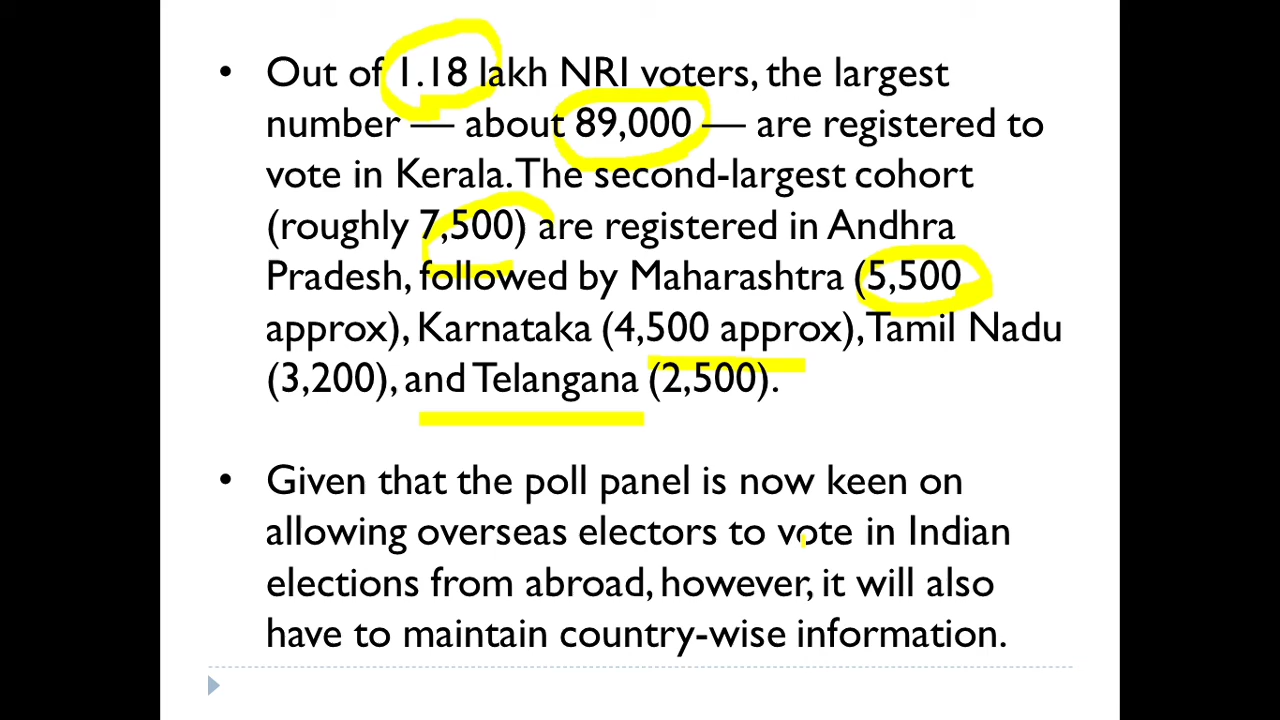 • Out of 1.18 lakh NRI voters, the largest
number — about 89,000 — are registered to
vote in Kerala. The second-largest cohort
(roughly 7,500) are registered in Andhra
Pradesh, followed by Maharashtra (5,500
approx), Karnataka (4,500 approx), Tamil Nadu
(3,200), and Telangana (2,500).
• Given that the poll panel is now keen on
allowing overseas electors to vote in Indian
elections from abroad, however, it will also
have to maintain country-wise information.